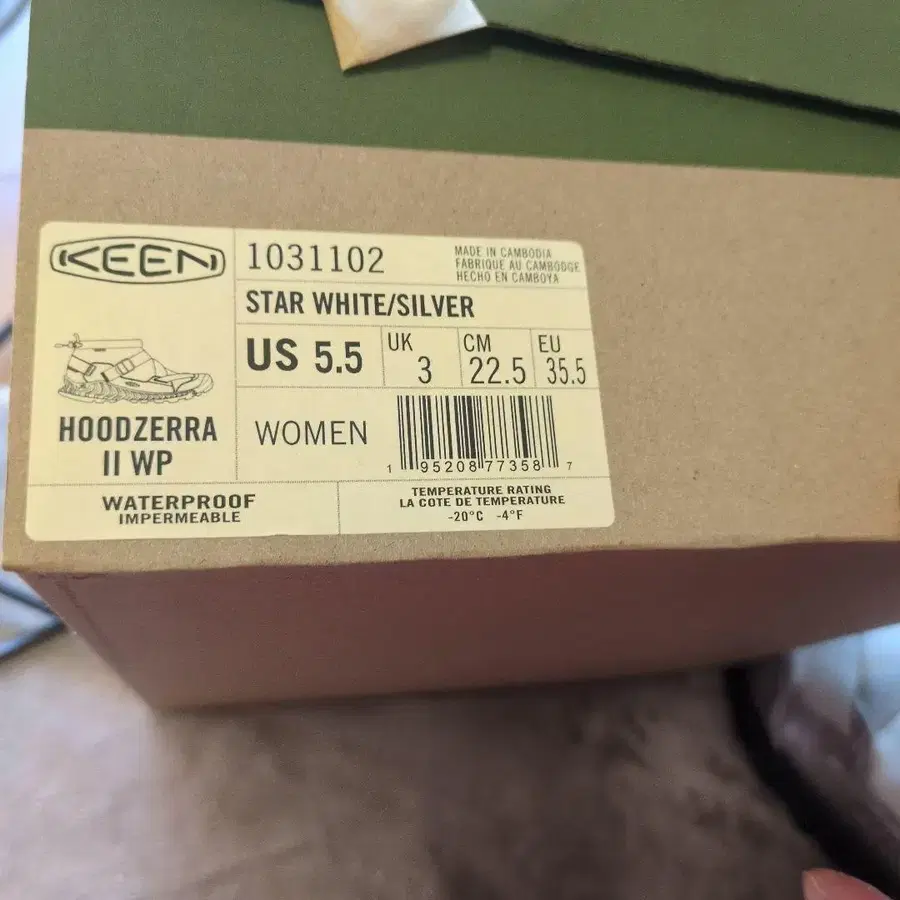 KEEN
1031102
MADE IN CAMBODIA
FABRIQUE AU CAMBODGE
HECHO EN CAMBOYA
STAR WHITE/SILVER
US 5.5
UK 3
CM 22.5
EU 35.5
HOODZERRA
II WP
WOMEN
1 95208 77358 7
WATERPROOF
IMPERMEABLE
TEMPERATURE RATING
LA COTE DE TEMPERATURE
-20°C -4°F